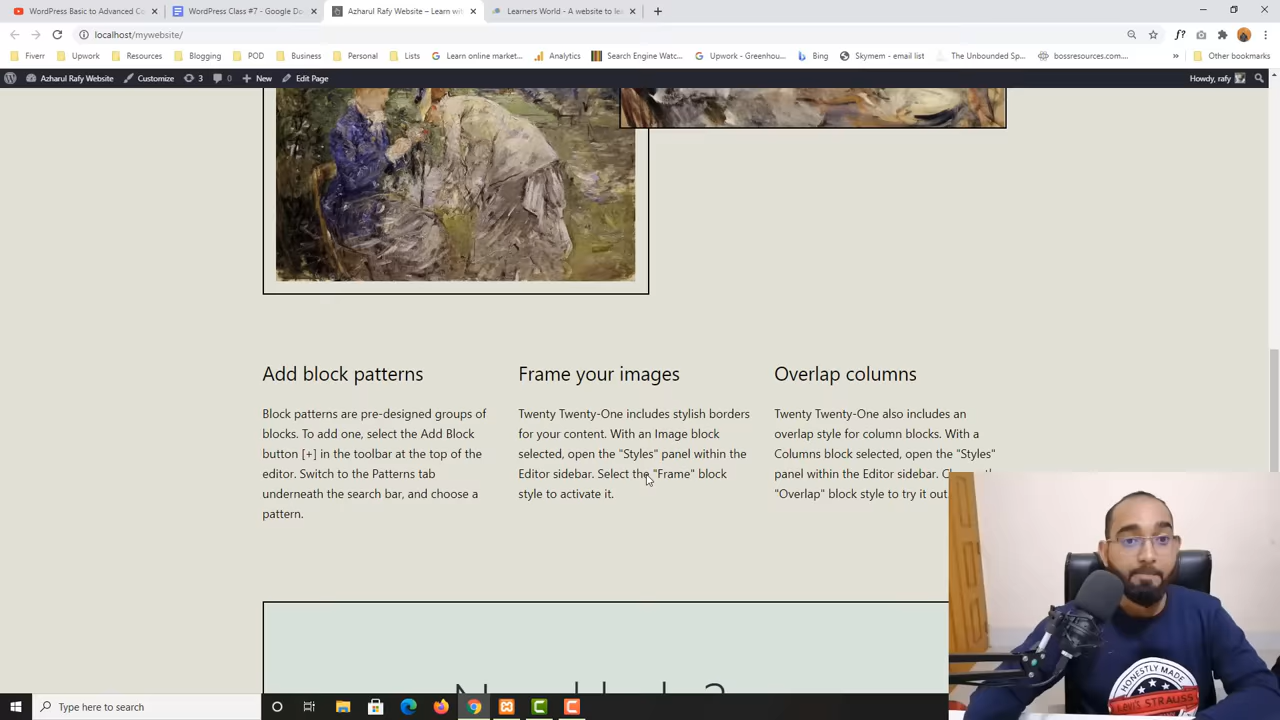 WordPress Basic to Advanced Co
WordPress Class #7 - Google Do
Azharul Rafy Website – Learn wit
Learners World - A website to le
localhost/mywebsite/
Fiverr
Upwork
Resources
Blogging
POD
Business
Personal
Lists
Learn online market...
Analytics
Search Engine Watc...
Upwork - Greenhou...
Bing
Skymem - email list
The Unbounded Sp...
bossresources.com...
Other bookmarks
Azharul Rafy Website
Customize
3
0
New
Edit Page
Howdy, rafy
Add block patterns
Block patterns are pre-designed groups of
blocks. To add one, select the Add Block
button [+] in the toolbar at the top of the
editor. Switch to the Patterns tab
underneath the search bar, and choose a
pattern.
Frame your images
Twenty Twenty-One includes stylish borders
for your content. With an Image block
selected, open the "Styles" panel within the
Editor sidebar. Select the "Frame" block
style to activate it.
Overlap columns
Twenty Twenty-One also includes an
overlap style for column blocks. With a
Columns block selected, open the "Styles"
panel within the Editor sidebar.
"Overlap" block style to try it out
HONESTLY MADE
LEVI'S STRAUSS
Type here to search